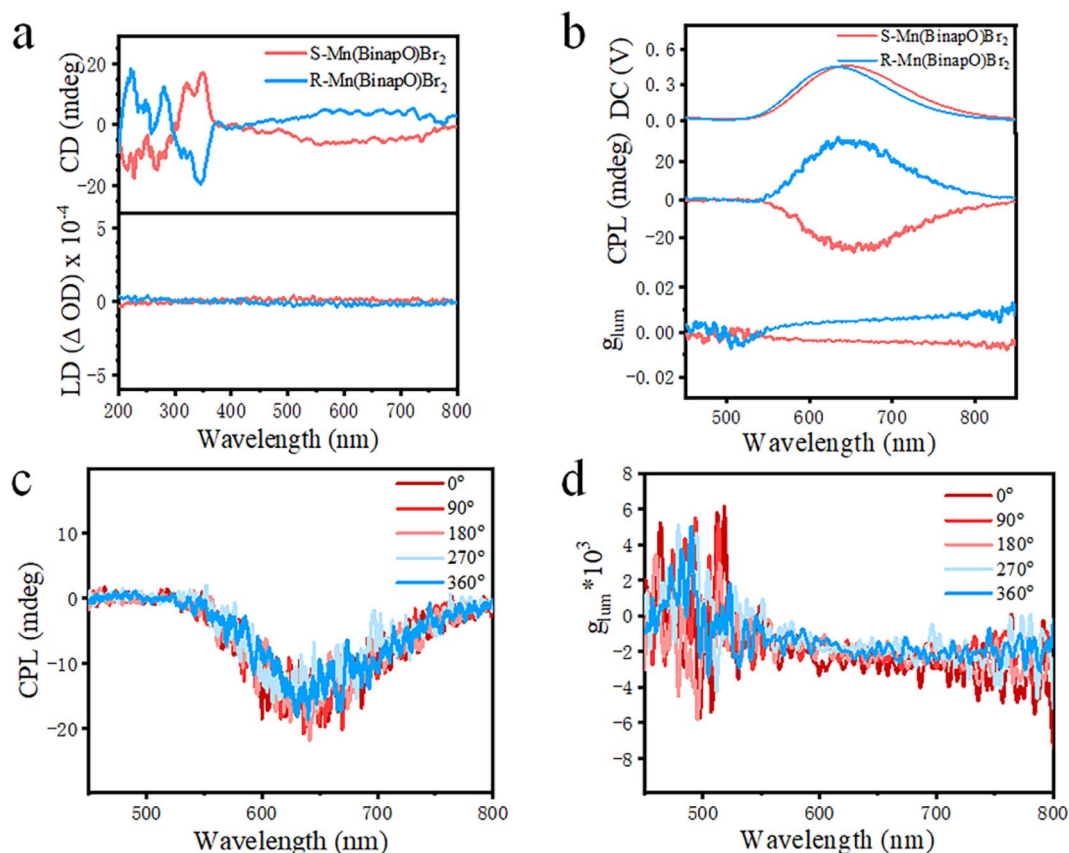 a
S-Mn(BinapO)Br₂
R-Mn(BinapO)Br₂
CD (mdeg)
20
0
-20
LD (Δ OD) x 10⁻⁴
5
0
-5
200 300 400 500 600 700 800
Wavelength (nm)
b
S-Mn(BinapO)Br₂
R-Mn(BinapO)Br₂
DC (V)
0.6
0.3
0.0
CPL (mdeg)
20
0
-20
g_lum
0.02
0.00
-0.02
500 600 700 800
Wavelength (nm)
c
0°
90°
180°
270°
360°
CPL (mdeg)
10
0
-10
-20
500 600 700 800
Wavelength (nm)
d
0°
90°
180°
270°
360°
g_lum*10³
8
6
4
2
0
-2
-4
-6
-8
500 600 700 800
Wavelength (nm)